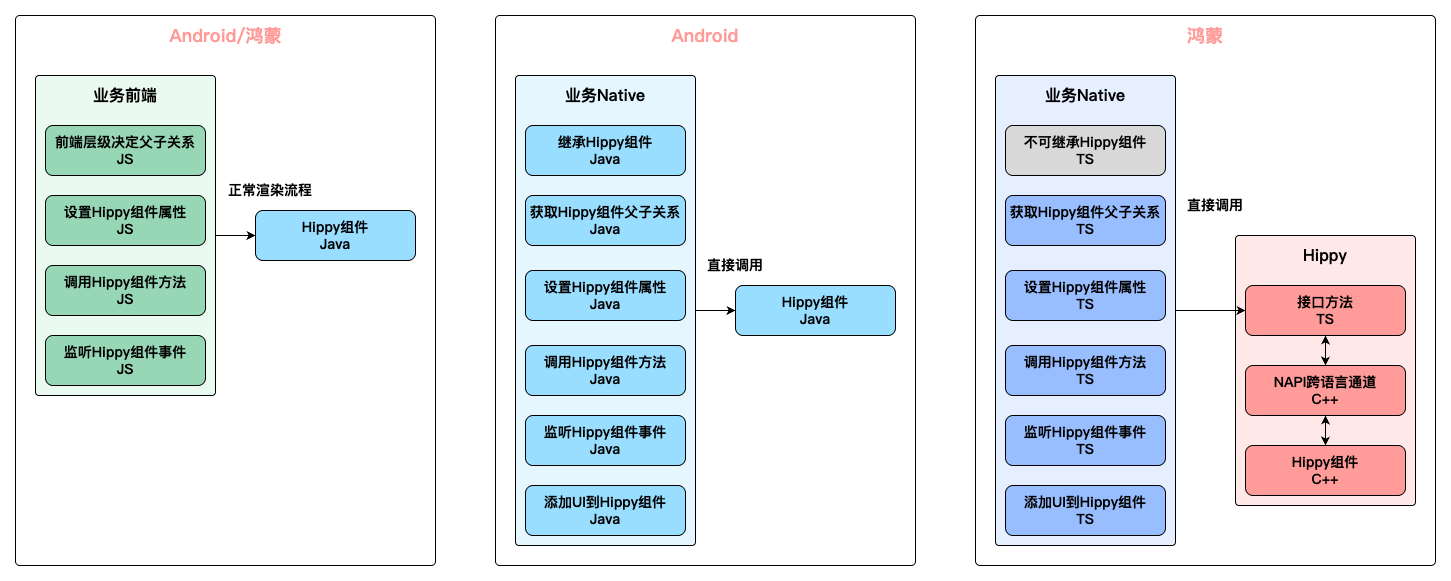 Android/鸿蒙
业务前端
前端层级决定父子关系
JS
设置Hippy组件属性
JS
调用Hippy组件方法
JS
监听Hippy组件事件
JS
正常渲染流程
Hippy组件
Java
Android
业务Native
继承Hippy组件
Java
获取Hippy组件父子关系
Java
设置Hippy组件属性
Java
调用Hippy组件方法
Java
监听Hippy组件事件
Java
添加UI到Hippy组件
Java
直接调用
Hippy组件
Java
鸿蒙
业务Native
不可继承Hippy组件
TS
获取Hippy组件父子关系
TS
设置Hippy组件属性
TS
调用Hippy组件方法
TS
监听Hippy组件事件
TS
添加UI到Hippy组件
TS
直接调用
Hippy
接口方法
TS
NAPI跨语言通道
C++
Hippy组件
C++